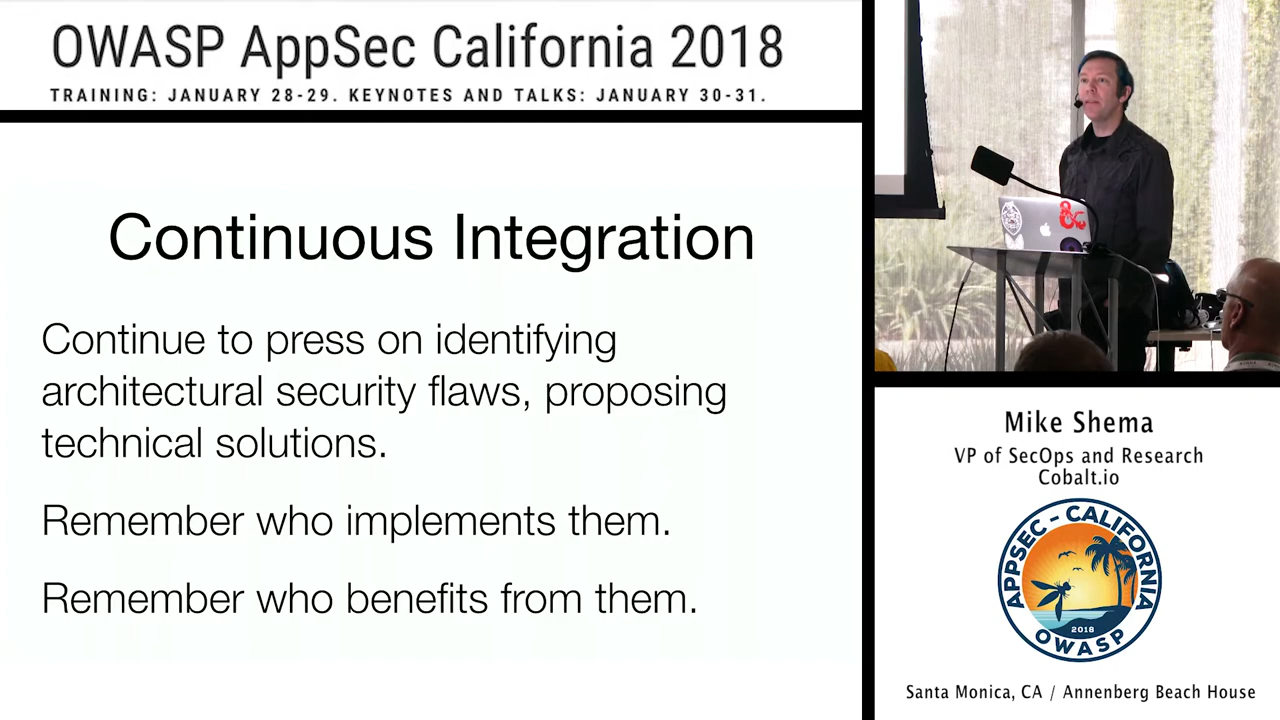 OWASP AppSec California 2018
TRAINING: JANUARY 28-29. KEYNOTES AND TALKS: JANUARY 30-31.
Continuous Integration
Continue to press on identifying
architectural security flaws, proposing
technical solutions.
Remember who implements them.
Remember who benefits from them.
Mike Shema
VP of SecOps and Research
Cobalt.io
APPSEC - CALIFORNIA
2018
OWASP
Santa Monica, CA / Annenberg Beach House